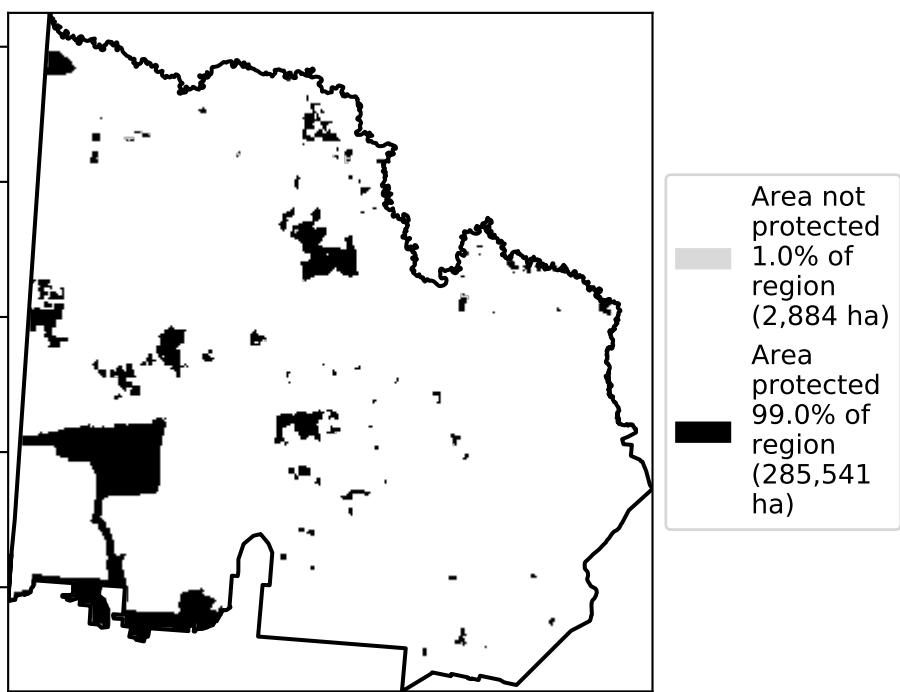 Area not
protected
1.0% of
region
(2,884 ha)
Area
protected
99.0% of
region
(285,541
ha)